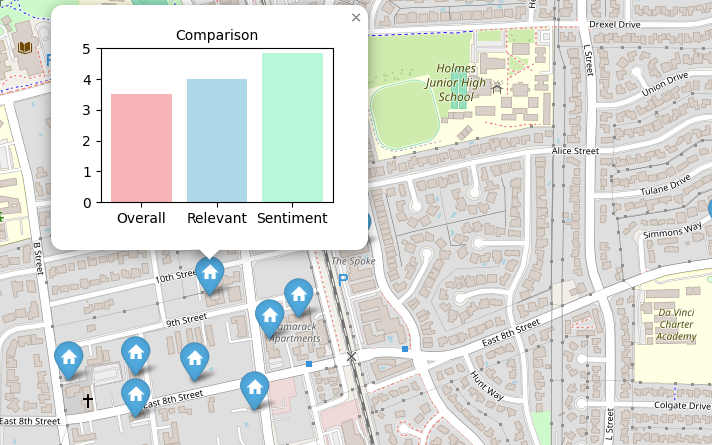 ×
Comparison
5
4
3
2
1
0
Overall
Relevant
Sentiment
Drexel Drive
L Street
Holmes
Junior High
School
Union Drive
Alice Street
Tulane Drive
Simmons Way
B Street
The Spoke
P
10th Street
9th Street
Tamarack
Apartments
Da Vinci
Charter
Academy
East 8th Street
Hunt Way
East 8th Street
East 8th Street
Colgate Drive
L Street